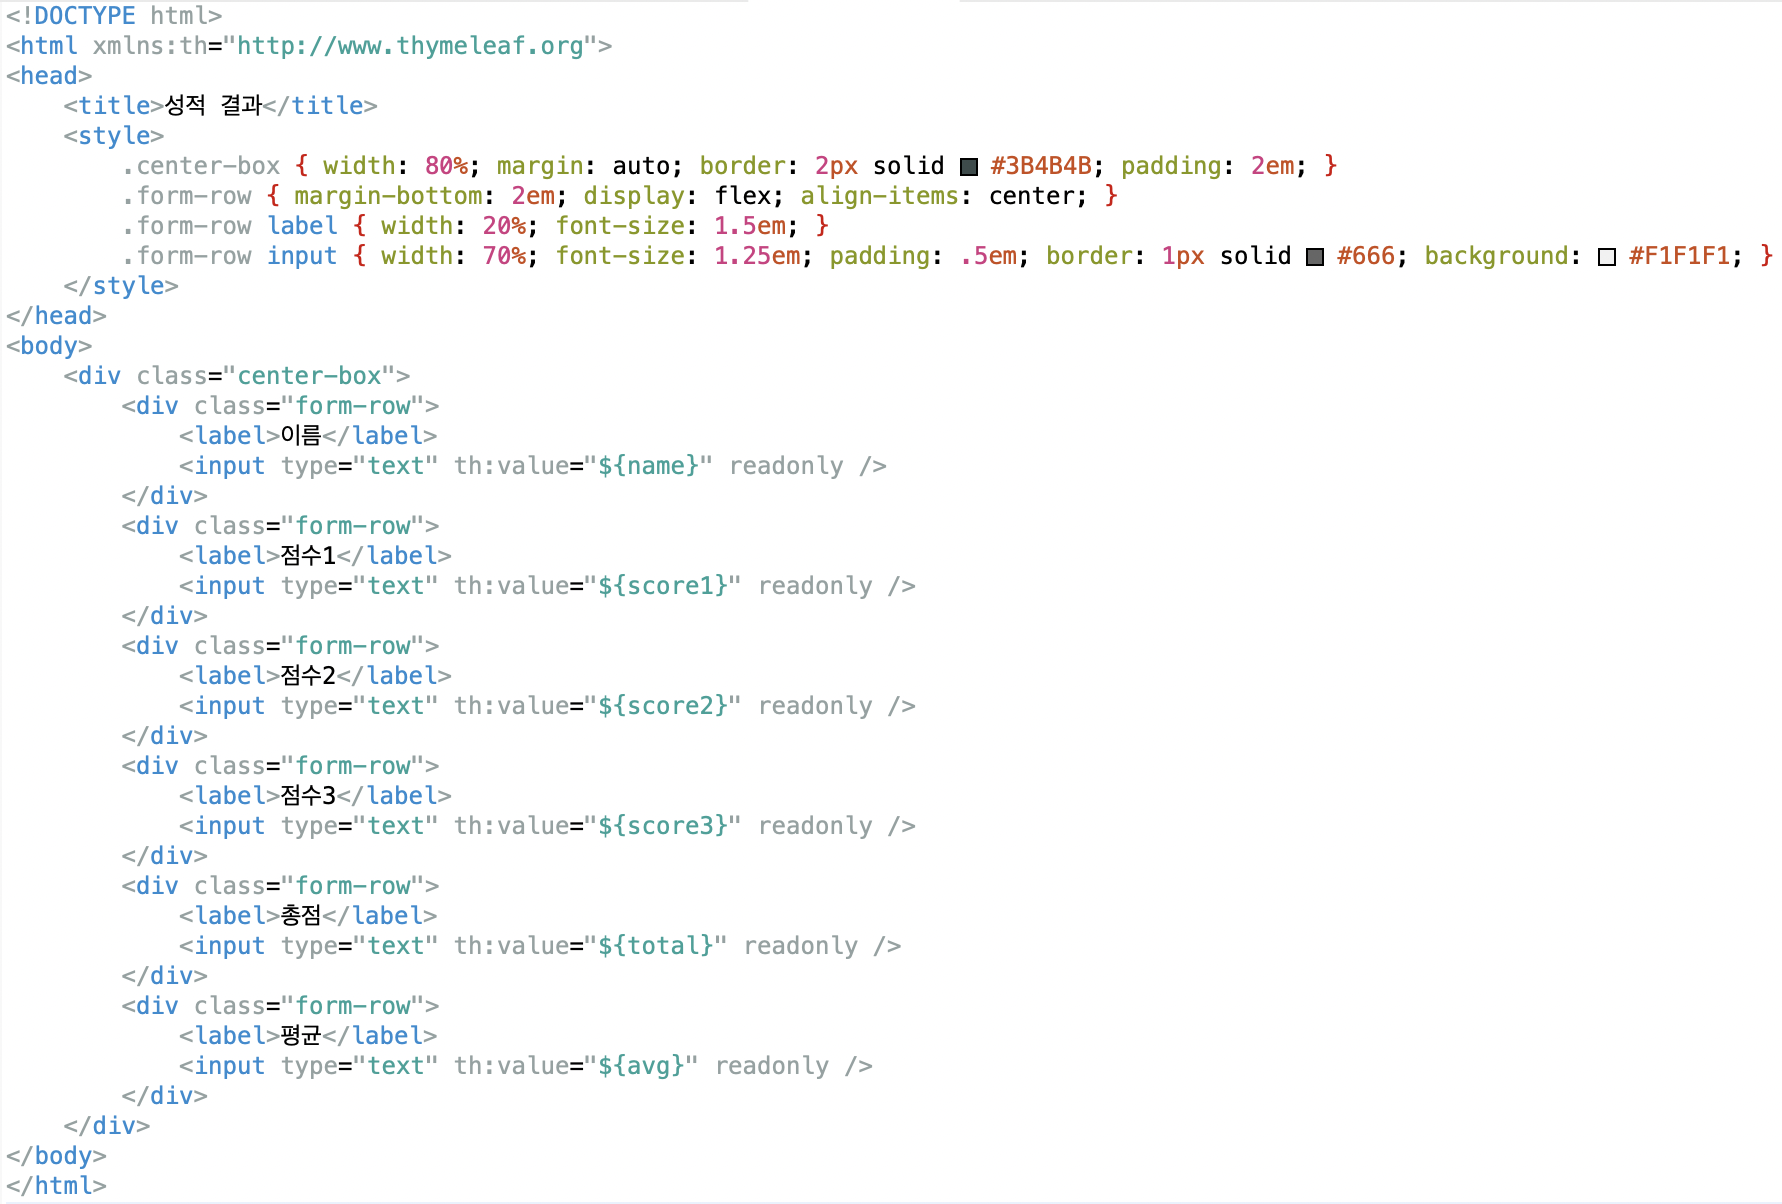 <!DOCTYPE html>
<html xmlns:th="http://www.thymeleaf.org">
<head>
    <title>성적 결과</title>
    <style>
        .center-box { width: 80%; margin: auto; border: 2px solid #3B4B4B; padding: 2em; }
        .form-row { margin-bottom: 2em; display: flex; align-items: center; }
        .form-row label { width: 20%; font-size: 1.5em; }
        .form-row input { width: 70%; font-size: 1.25em; padding: .5em; border: 1px solid #666; background: #F1F1F1; }
    </style>
</head>
<body>
    <div class="center-box">
        <div class="form-row">
            <label>이름</label>
            <input type="text" th:value="${name}" readonly />
        </div>
        <div class="form-row">
            <label>점수1</label>
            <input type="text" th:value="${score1}" readonly />
        </div>
        <div class="form-row">
            <label>점수2</label>
            <input type="text" th:value="${score2}" readonly />
        </div>
        <div class="form-row">
            <label>점수3</label>
            <input type="text" th:value="${score3}" readonly />
        </div>
        <div class="form-row">
            <label>총점</label>
            <input type="text" th:value="${total}" readonly />
        </div>
        <div class="form-row">
            <label>평균</label>
            <input type="text" th:value="${avg}" readonly />
        </div>
    </div>
</body>
</html>